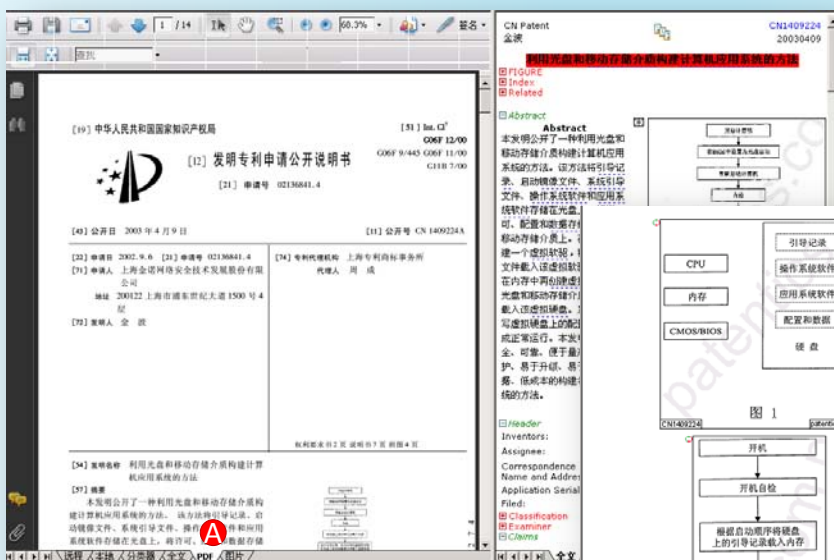 1 / 14
68.3%
签名
查找
[19] 中华人民共和国国家知识产权局
[51] Int. Cl⁷
G06F 12/00
G06F 9/445 G06F 11/00
G11B 7/00
[12] 发明专利申请公开说明书
[21] 申请号 02136841.4
[43] 公开日 2003 年 4 月 9 日
[11] 公开号 CN 1409224A
[22] 申请日 2002.9.6 [21] 申请号 02136841.4
[71] 申请人 上海金诺网络安全技术发展股份有限
公司
地址 200122 上海市浦东世纪大道 1500 号 4
层
[72] 发明人 金 波
[74] 专利代理机构 上海专利商标事务所
代理人 周 成
权利要求书 2 页 说明书 7 页 附图 4 页
[54] 发明名称 利用光盘和移动存储介质构建计算
机应用系统的方法
[57] 摘要
本发明公开了一种利用光盘和移动存储介质构
建计算机应用系统的方法。 该方法将引导记录、启
动镜像文件、系统引导文件、操作
件和应用
系统软件存储在光盘上，将许可、
数据存储
A
远程 本地 分类器 全文 PDF 图片
CN Patent
金波
CN1409224
20030409
利用光盘和移动存储介质构建计算机应用系统的方法
FIGURE
Index
Related
Abstract
Abstract
本发明公开了一种利用光盘和
移动存储介质构建计算机应用
系统的方法。该方法将引导记
录、启动镜像文件、系统引导
文件、操作系统软件和应用系
统软件存储在光盘
可、配置和数据存
移动存储介质上。
建一个虚拟软驱，
文件载入该虚拟软
在内存中再创建虚
光盘和移动存储介
载入该虚拟硬盘。
写虚拟硬盘上的配
成正常运行。本发
全、可靠、便于量
护、易于升级、易
据、低成本的构建
统的方法。
Header
Inventors:
Assignee:
Correspondence
Name and Addre
Application Serial
Filed:
Classification
Examiner
Claims
全文
CPU
内存
CMOS/BIOS
引导记录
操作系统软件
应用系统软件
配置和数据
硬 盘
图 1
CN1409224
patentic
开机
开机自检
根据启动顺序将硬盘
上的引导记录载入内存